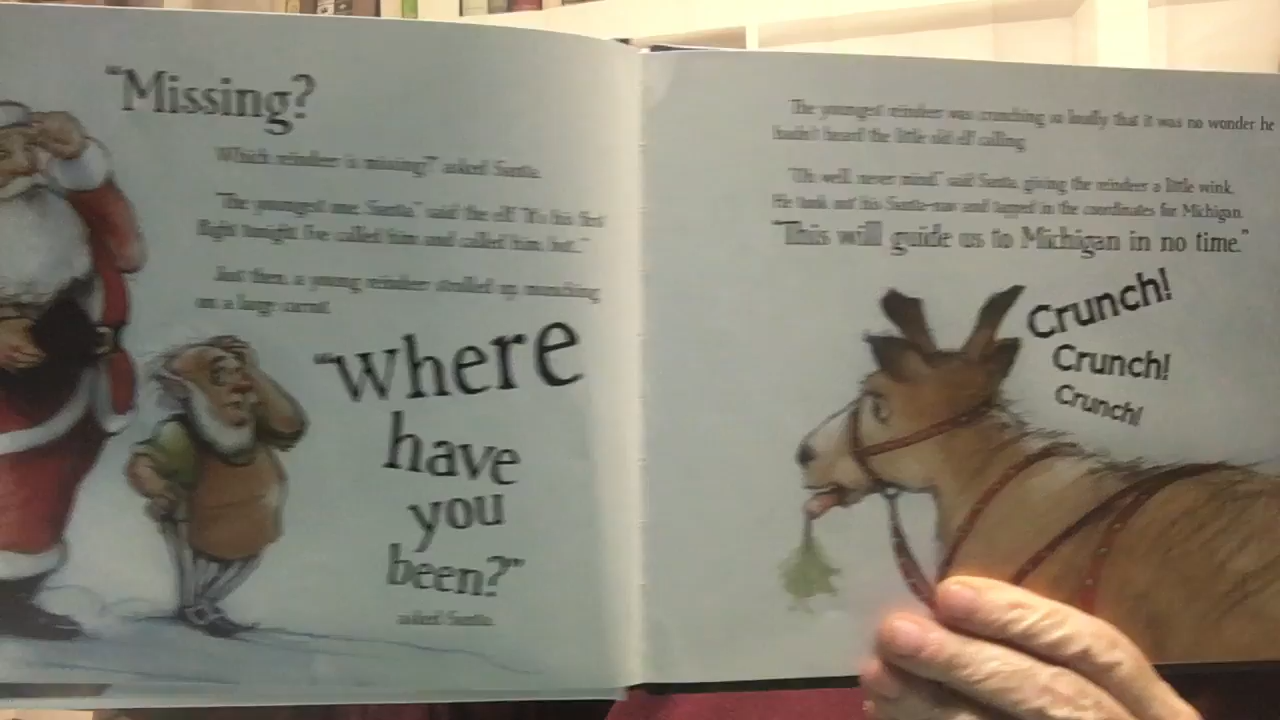 "Missing?
Which reindeer is missing?" asked Santa.
"The youngest one, Santa," said the elf. "It's his first
flight tonight. I've called him and called him, but..."
Just then, a young reindeer strolled up munching
on a large carrot.
"Where
have
you
been?"
asked Santa.
The youngest reindeer was crunching so loudly that it was no wonder he
hadn't heard the little old elf calling.
"Oh well, never mind," said Santa, giving the reindeer a little wink.
He took out his Santa-nav and tapped in the coordinates for Michigan.
"This will guide us to Michigan in no time."
Crunch!
Crunch!
Crunch!